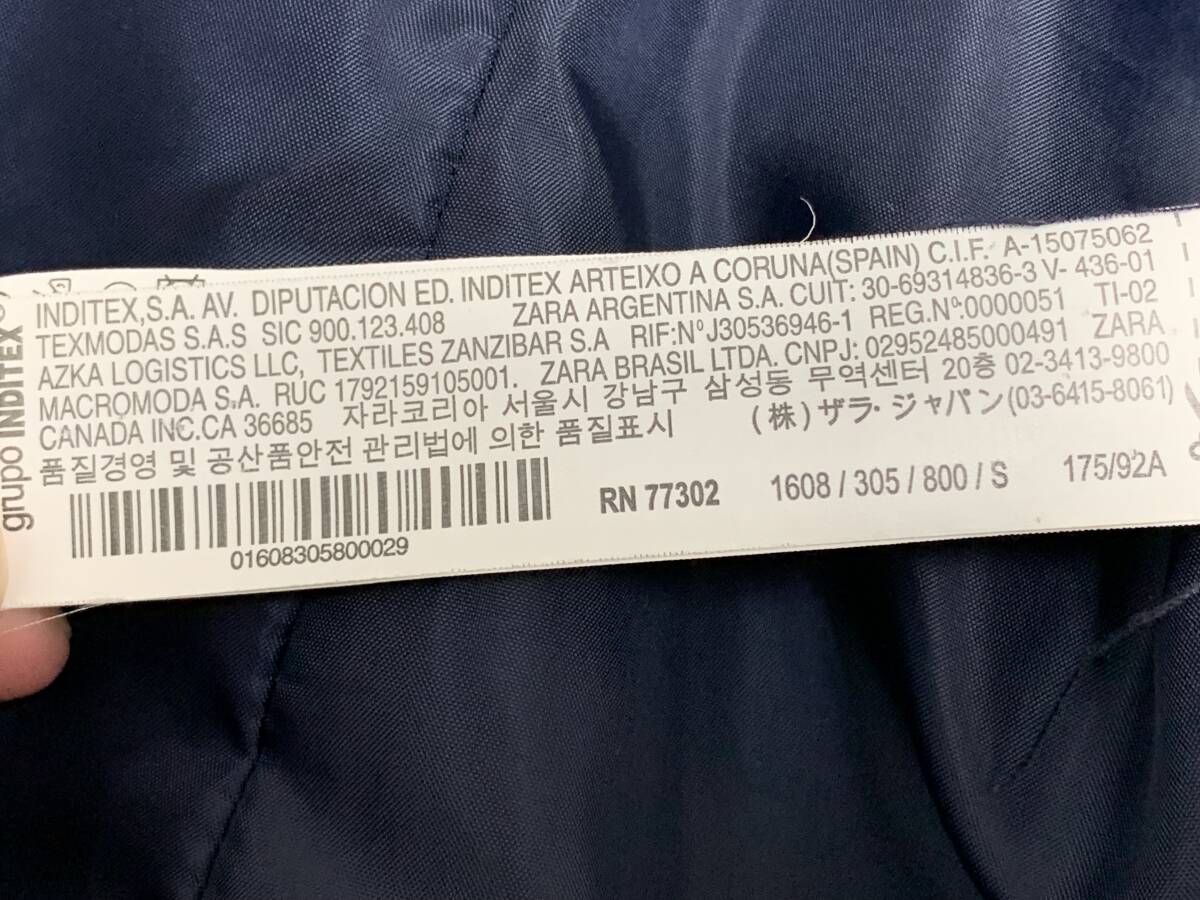 grupo INDITEX
INDITEX,S.A. AV. DIPUTACION ED. INDITEX ARTEIXO A CORUNA(SPAIN) C.I.F. A-15075062
TEXMODAS S.A.S SIC 900.123.408 ZARA ARGENTINA S.A. CUIT: 30-69314836-3 V- 436-01
AZKA LOGISTICS LLC, TEXTILES ZANZIBAR S.A RIF:NºJ30536946-1 REG.Nº:0000051 TI-02
MACROMODA S.A. RUC 1792159105001. ZARA BRASIL LTDA. CNPJ: 02952485000491 ZARA
CANADA INC.CA 36685 자라코리아 서울시 강남구 삼성동 무역센터 20층 02-3413-9800
품질경영 및 공산품안전 관리법에 의한 품질표시 (株) ザラ・ジャパン (03-6415-8061)
RN 77302 1608 / 305 / 800 / S 175/92A
01608305800029